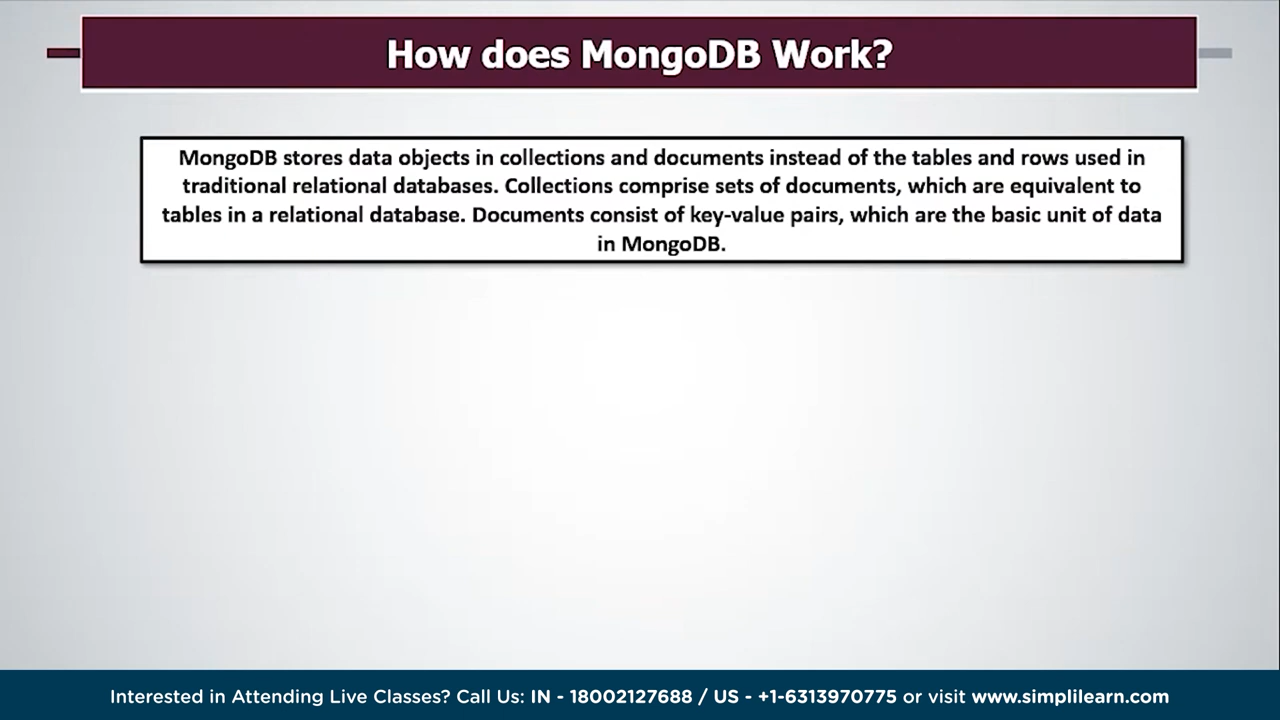 How does MongoDB Work?
MongoDB stores data objects in collections and documents instead of the tables and rows used in
traditional relational databases. Collections comprise sets of documents, which are equivalent to
tables in a relational database. Documents consist of key-value pairs, which are the basic unit of data
in MongoDB.
Interested in Attending Live Classes? Call Us: IN - 18002127688 / US - +1-6313970775 or visit www.simplilearn.com